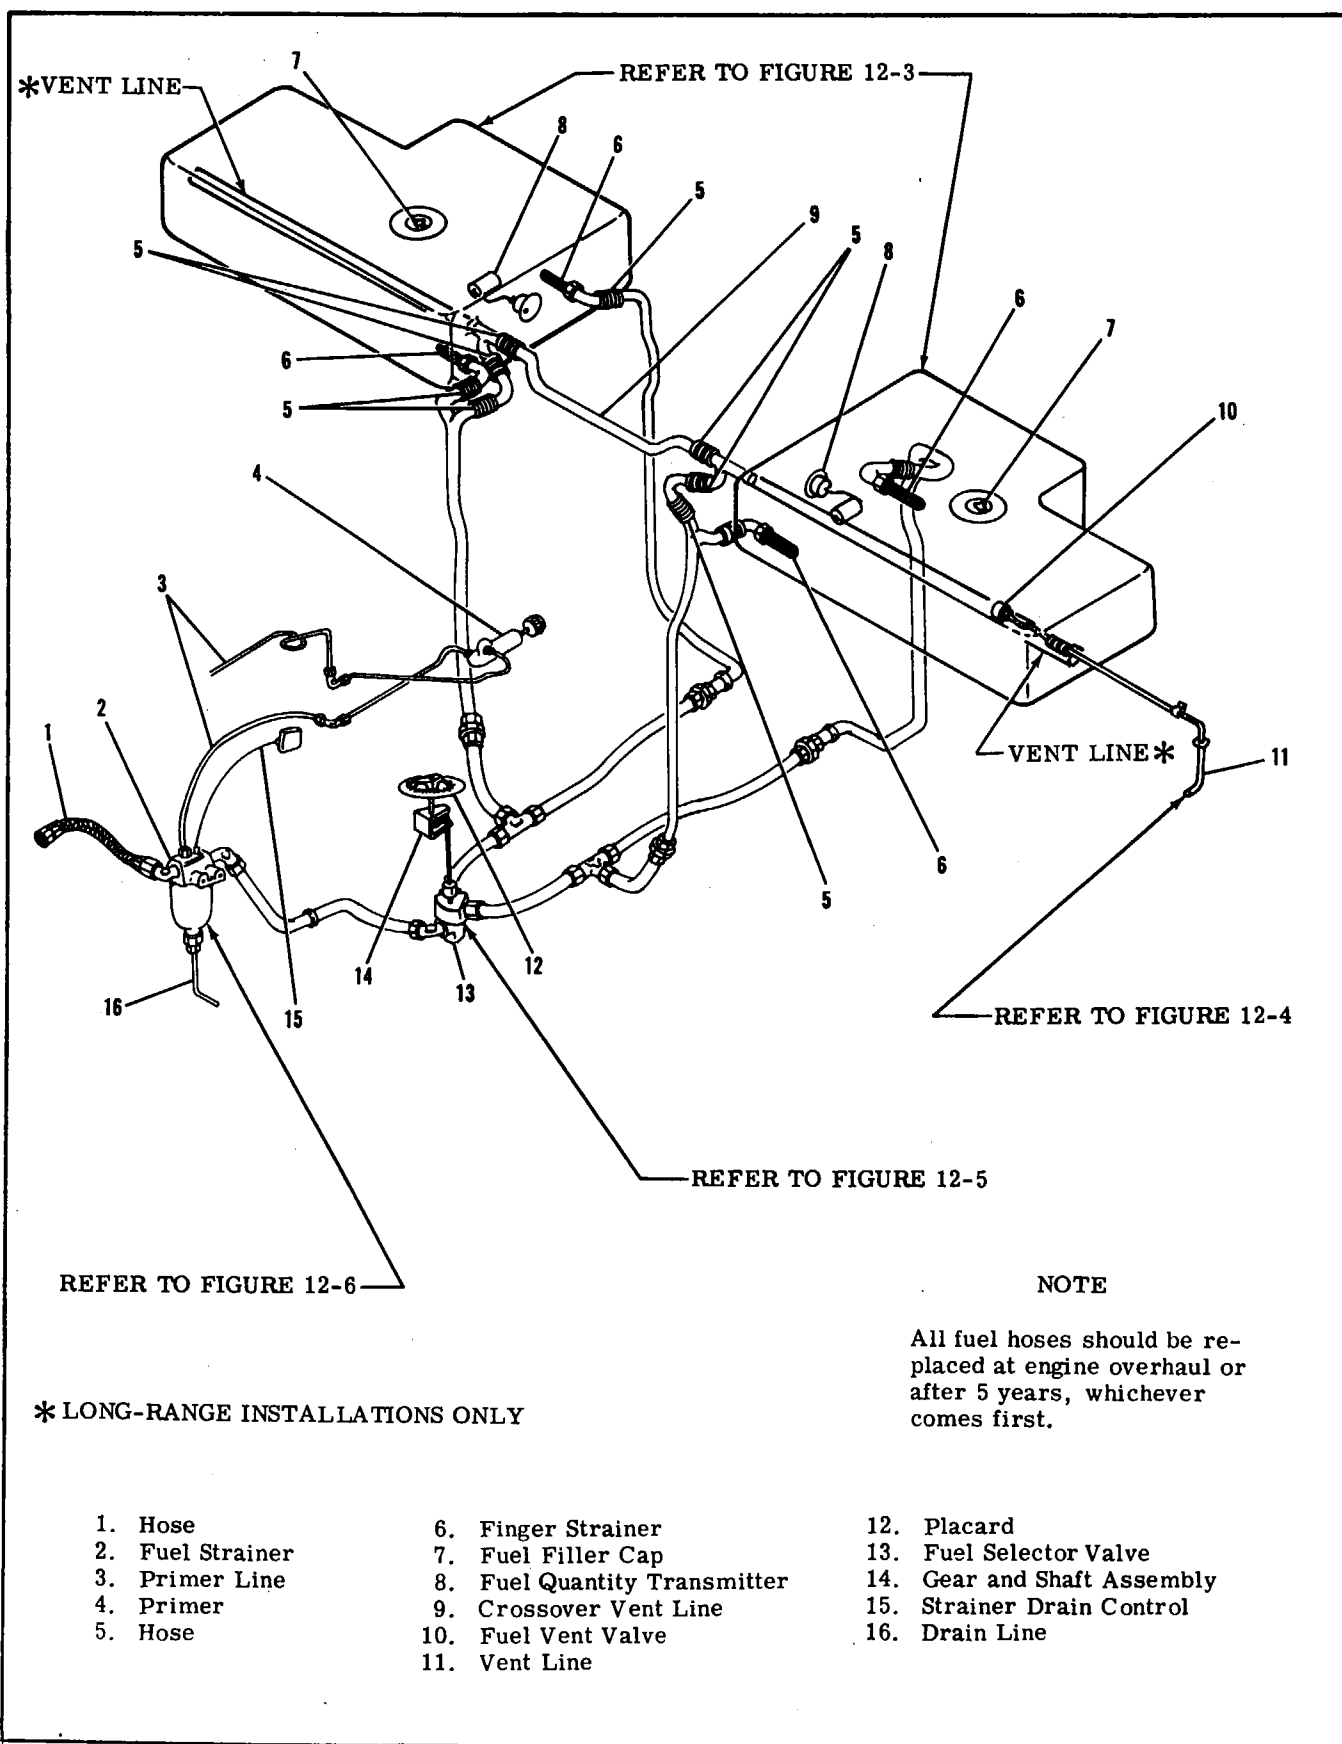 7
*VENT LINE
REFER TO FIGURE 12-3
8
6
5
9
5
5
8
6
7
6
10
5
4
3
2
1
VENT LINE*
11
6
5
14
13
12
16
15
REFER TO FIGURE 12-4
REFER TO FIGURE 12-5
REFER TO FIGURE 12-6
NOTE
All fuel hoses should be re-
placed at engine overhaul or
after 5 years, whichever
comes first.
* LONG-RANGE INSTALLATIONS ONLY
1. Hose
2. Fuel Strainer
3. Primer Line
4. Primer
5. Hose
6. Finger Strainer
7. Fuel Filler Cap
8. Fuel Quantity Transmitter
9. Crossover Vent Line
10. Fuel Vent Valve
11. Vent Line
12. Placard
13. Fuel Selector Valve
14. Gear and Shaft Assembly
15. Strainer Drain Control
16. Drain Line